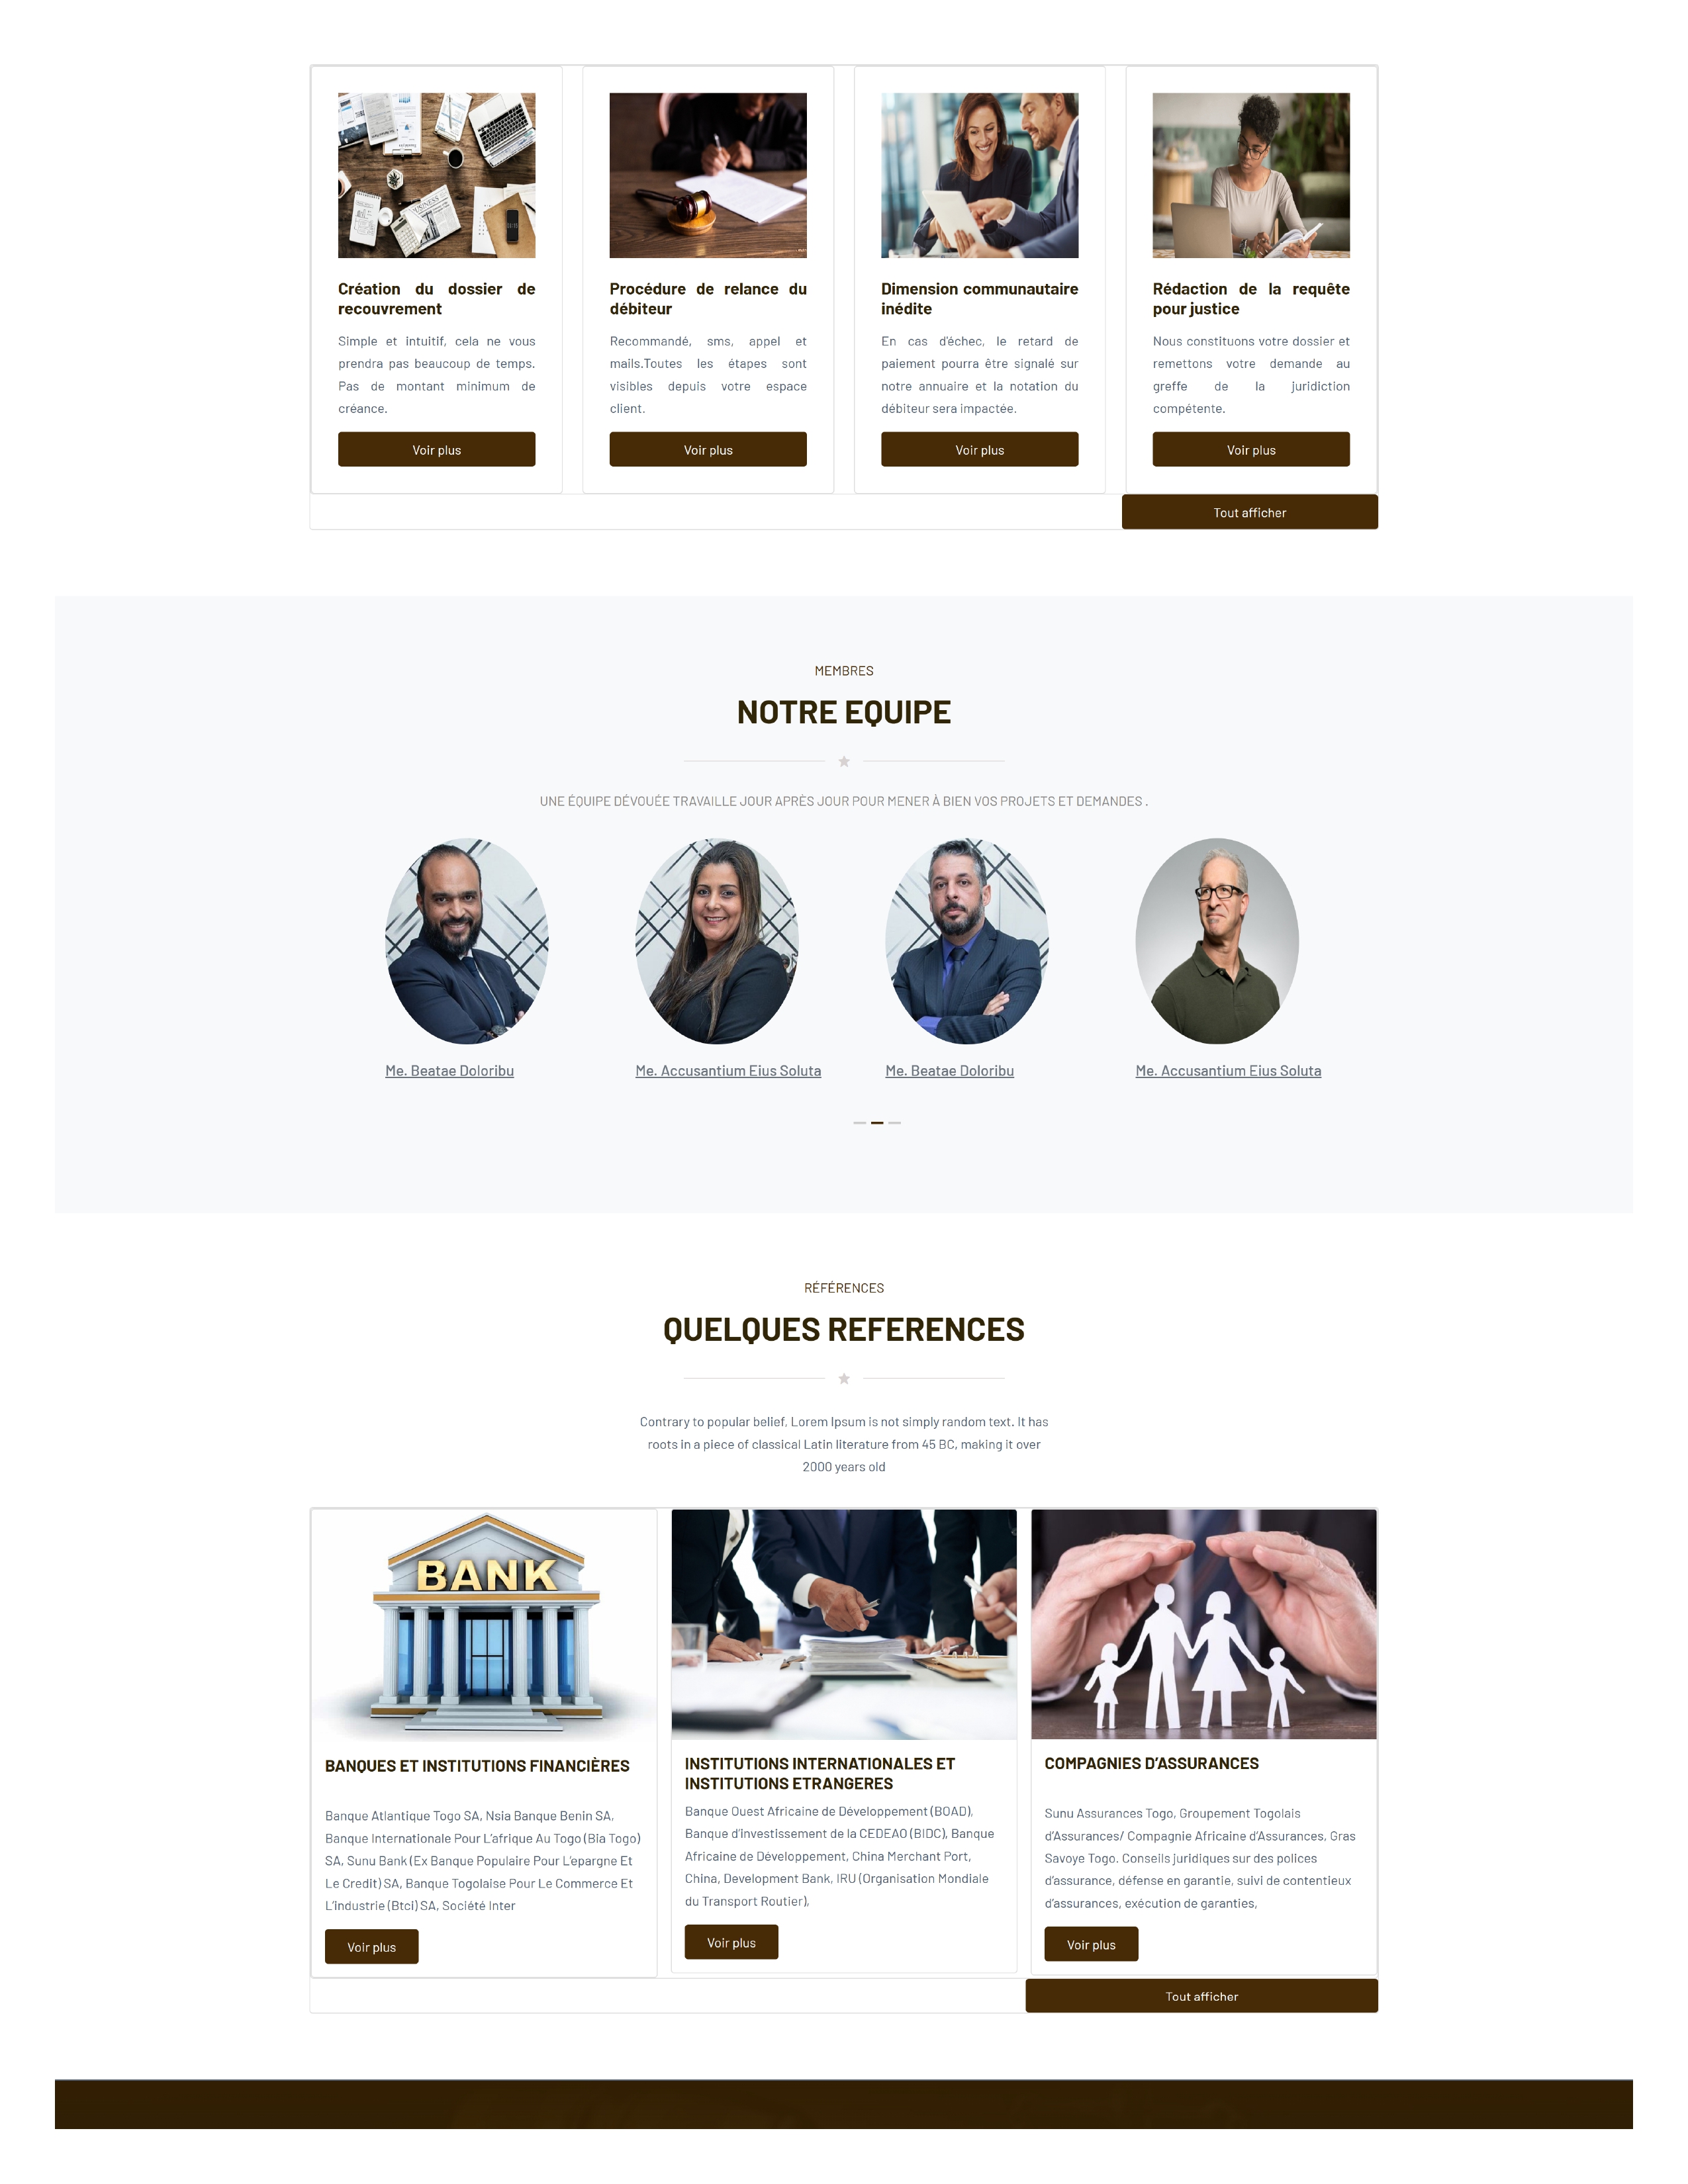 Création du dossier de
recouvrement
Simple et intuitif, cela ne vous
prendra pas beaucoup de temps.
Pas de montant minimum de
créance.
Voir plus
Procédure de relance du
débiteur
Recommandé, sms, appel et
mails.Toutes les étapes sont
visibles depuis votre espace
client.
Voir plus
Dimension communautaire
inédite
En cas d'échec, le retard de
paiement pourra être signalé sur
notre annuaire et la notation du
débiteur sera impactée.
Voir plus
Rédaction de la requête
pour justice
Nous constituons votre dossier et
remettons votre demande au
greffe de la juridiction
compétente.
Voir plus
Tout afficher
MEMBRES
NOTRE EQUIPE
UNE ÉQUIPE DÉVOUÉE TRAVAILLE JOUR APRÈS JOUR POUR MENER À BIEN VOS PROJETS ET DEMANDES .
Me. Beatae Doloribu
Me. Accusantium Eius Soluta
Me. Beatae Doloribu
Me. Accusantium Eius Soluta
RÉFÉRENCES
QUELQUES REFERENCES
Contrary to popular belief, Lorem Ipsum is not simply random text. It has
roots in a piece of classical Latin literature from 45 BC, making it over
2000 years old
BANK
BANQUES ET INSTITUTIONS FINANCIÈRES
Banque Atlantique Togo SA, Nsia Banque Benin SA,
Banque Internationale Pour L'afrique Au Togo (Bia Togo)
SA, Sunu Bank (Ex Banque Populaire Pour L'epargne Et
Le Credit) SA, Banque Togolaise Pour Le Commerce Et
L'industrie (Btci) SA, Société Inter
Voir plus
INSTITUTIONS INTERNATIONALES ET
INSTITUTIONS ETRANGERES
Banque Ouest Africaine de Développement (BOAD),
Banque d'investissement de la CEDEAO (BIDC), Banque
Africaine de Développement, China Merchant Port,
China, Development Bank, IRU (Organisation Mondiale
du Transport Routier),
Voir plus
COMPAGNIES D'ASSURANCES
Sunu Assurances Togo, Groupement Togolais
d'Assurances/ Compagnie Africaine d'Assurances, Gras
Savoye Togo. Conseils juridiques sur des polices
d'assurance, défense en garantie, suivi de contentieux
d'assurances, exécution de garanties,
Voir plus
Tout afficher